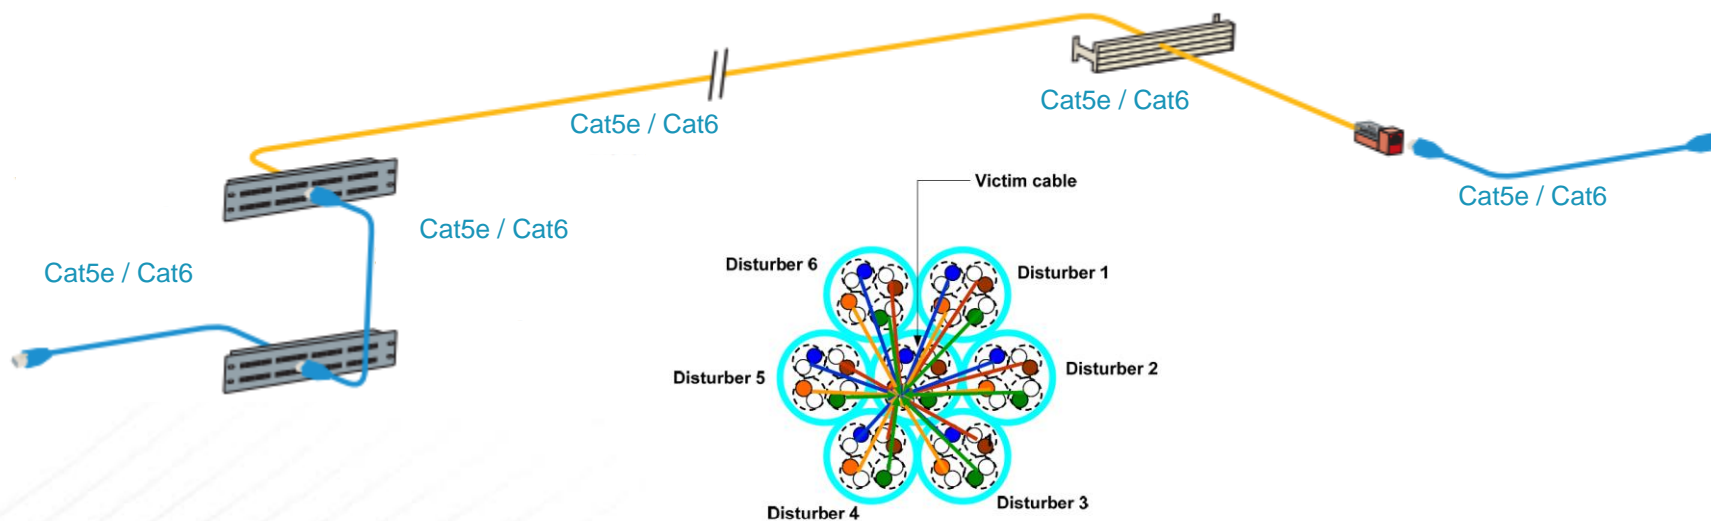 Cat5e / Cat6
Cat5e / Cat6
Cat5e / Cat6
Cat5e / Cat6
Cat5e / Cat6
Victim cable
Disturber 6
Disturber 1
Disturber 5
Disturber 2
Disturber 4
Disturber 3